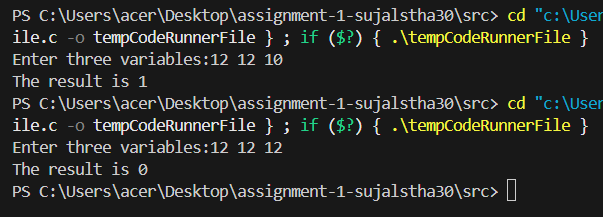 PS C:\Users\acer\Desktop\assignment-1-sujalstha30\src> cd "c:\User
ile.c -o tempCodeRunnerFile } ; if ($?) { .\tempCodeRunnerFile }
Enter three variables:12 12 10
The result is 1
PS C:\Users\acer\Desktop\assignment-1-sujalstha30\src> cd "c:\User
ile.c -o tempCodeRunnerFile } ; if ($?) { .\tempCodeRunnerFile }
Enter three variables:12 12 12
The result is 0
PS C:\Users\acer\Desktop\assignment-1-sujalstha30\src>